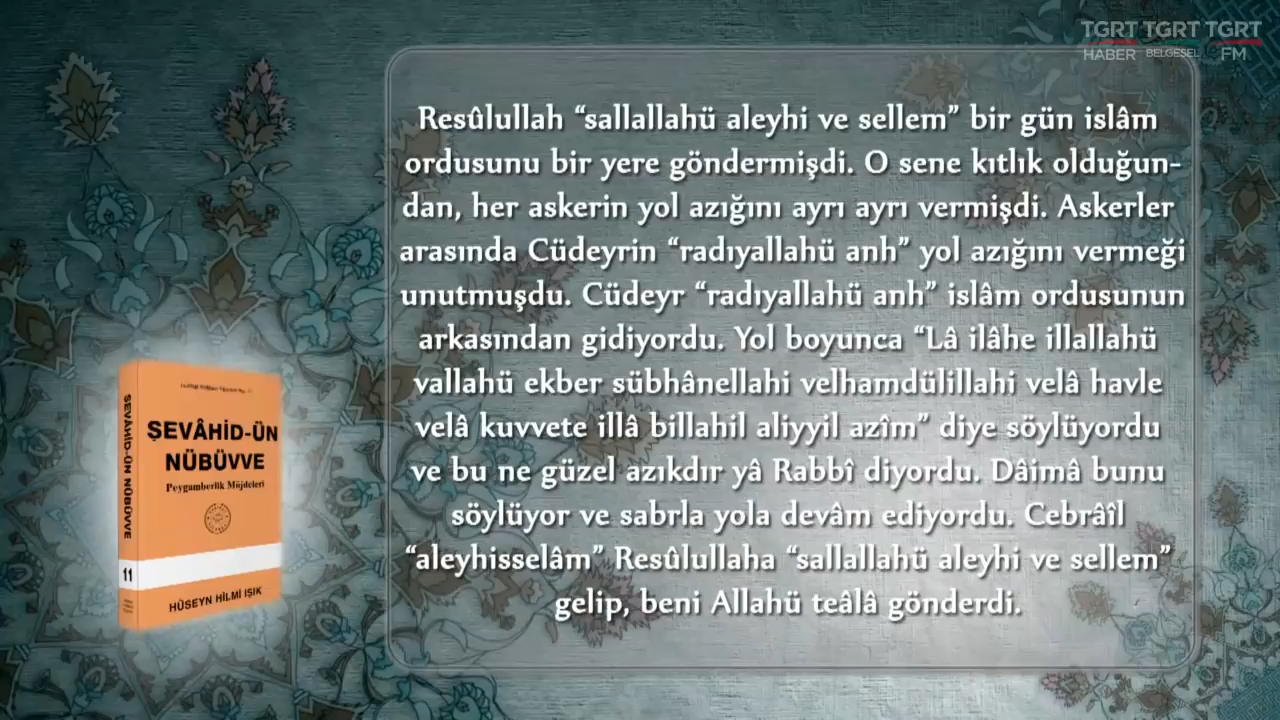 TGRT TGRT TGRT
HABER BELGESEL FM
Resûlullah “sallallahü aleyhi ve sellem” bir gün islâm
ordusunu bir yere göndermişdi. O sene kıtlık olduğun-
dan, her askerin yol azığını ayrı ayrı vermişdi. Askerler
arasında Cüdeyrin “radıyallahü anh” yol azığını vermeği
unutmuşdu. Cüdeyr “radıyallahü anh” islâm ordusunun
arkasından gidiyordu. Yol boyunca “Lâ ilâhe illallahü
vallahü ekber sübhânellahi velhamdülillahi velâ havle
velâ kuvvete illâ billahil aliyyil azîm” diye söylüyordu
ve bu ne güzel azıkdır yâ Rabbî diyordu. Dâimâ bunu
söylüyor ve sabrla yola devâm ediyordu. Cebrâîl
“aleyhisselâm” Resûlullaha “sallallahü aleyhi ve sellem”
gelip, beni Allahü teâlâ gönderdi.
ŞEVÂHİD-ÜN
NÜBÜVVE
Peygamberlik Müjdeleri
HÜSEYN HİLMİ IŞIK
ŞEVÂHİD-ÜN NÜBÜVVE
11